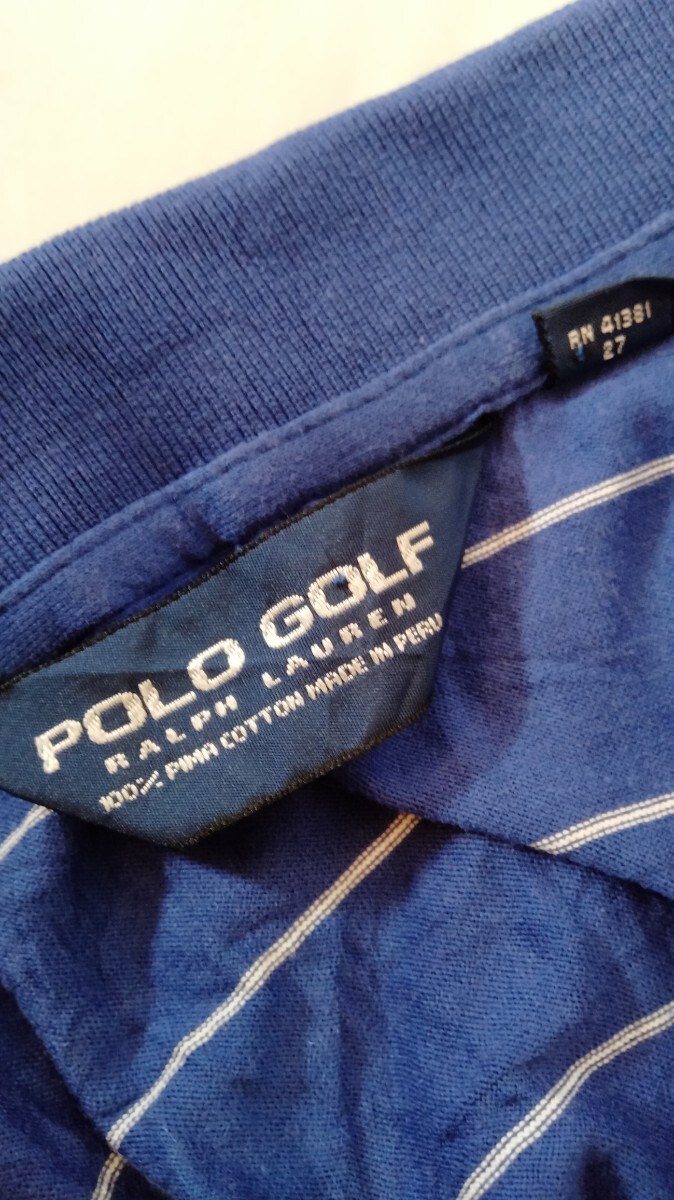 RN 41381
27
POLO GOLF
RALPH LAUREN
100% PIMA COTTON MADE IN PERU